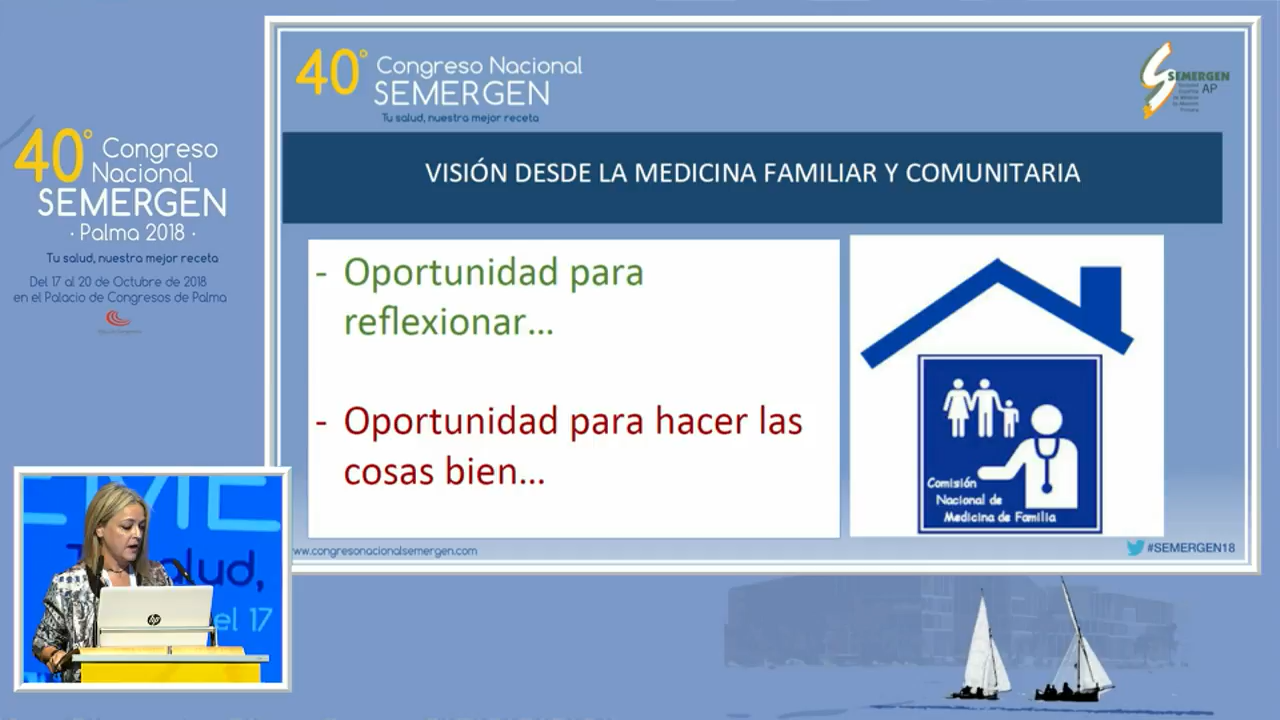 40° Congreso
Nacional
SEMERGEN
· Palma 2018 ·
Tu salud, nuestra mejor receta
Del 17 al 20 de Octubre de 2018
en el Palacio de Congresos de Palma
40° Congreso Nacional
SEMERGEN
Tu salud, nuestra mejor receta
SEMERGEN
AP
VISIÓN DESDE LA MEDICINA FAMILIAR Y COMUNITARIA
- Oportunidad para
reflexionar...
- Oportunidad para hacer las
cosas bien...
Comisión
Nacional de
Medicina de Familia
www.congresonacionalsemergen.com
#SEMERGEN18
EME
salud,
el 17
hp